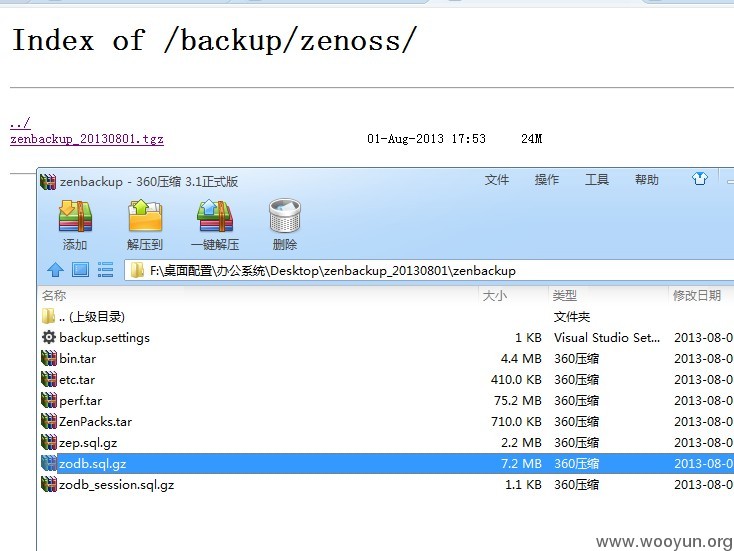 Index of /backup/zenoss/
../
zenbackup_20130801.tgz 01-Aug-2013 17:53 24M
zenbackup - 360压缩 3.1正式版 文件 操作 工具 帮助
添加 解压到 一键解压 删除
F:\桌面配置\办公系统\Desktop\zenbackup_20130801\zenbackup
名称 大小 类型 修改日期
.. (上级目录) 文件夹
backup.settings 1 KB Visual Studio Set... 2013-08-0
bin.tar 4.4 MB 360压缩 2013-08-0
etc.tar 410.0 KB 360压缩 2013-08-0
perf.tar 75.2 MB 360压缩 2013-08-0
ZenPacks.tar 710.0 KB 360压缩 2013-08-0
zep.sql.gz 2.2 MB 360压缩 2013-08-0
zodb.sql.gz 7.2 MB 360压缩 2013-08-0
zodb_session.sql.gz 1.1 KB 360压缩 2013-08-0
www.wooyun.org